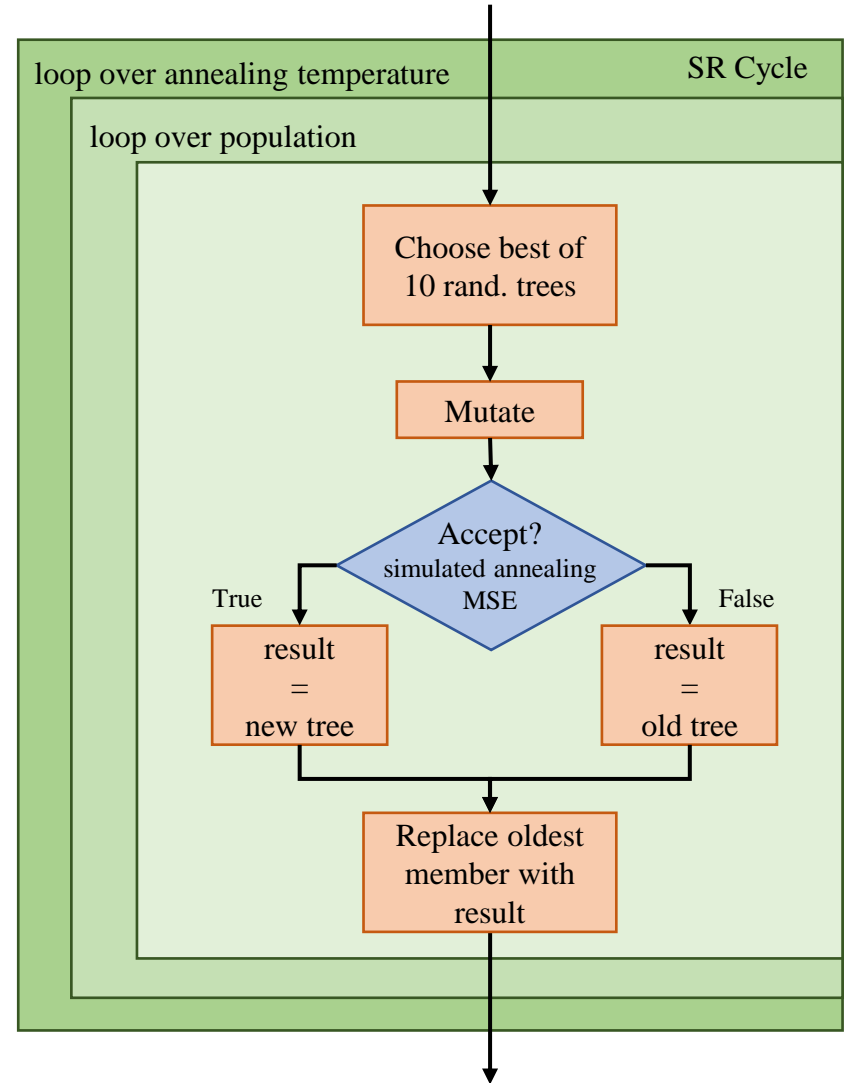 SR Cycle
loop over annealing temperature
loop over population
Choose best of
10 rand. trees
Mutate
Accept?
simulated annealing
MSE
True
False
result
=
new tree
result
=
old tree
Replace oldest
member with
result